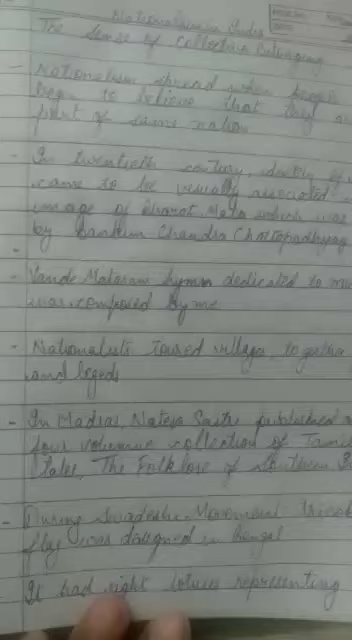 Nationalism in India
The Sense of Collective Belonging
- Nationalism spread when people
began to believe that they are
part of same nation
- In twentieth century, identity of
came to be visually associated
image of Bharat Mata which was
by Bankim Chandra Chattopadhyay
- Vande Mataram hymn dedicated to
was composed by me
- Nationalists Toured villages to gather
and legeds
- In Madras, Natesa Sastri published a
four volume collection of Tamil
tales, The Folklore of Southern
- During Swadeshi Movement
flag was designed in Bengal
It had eight lotuses representing